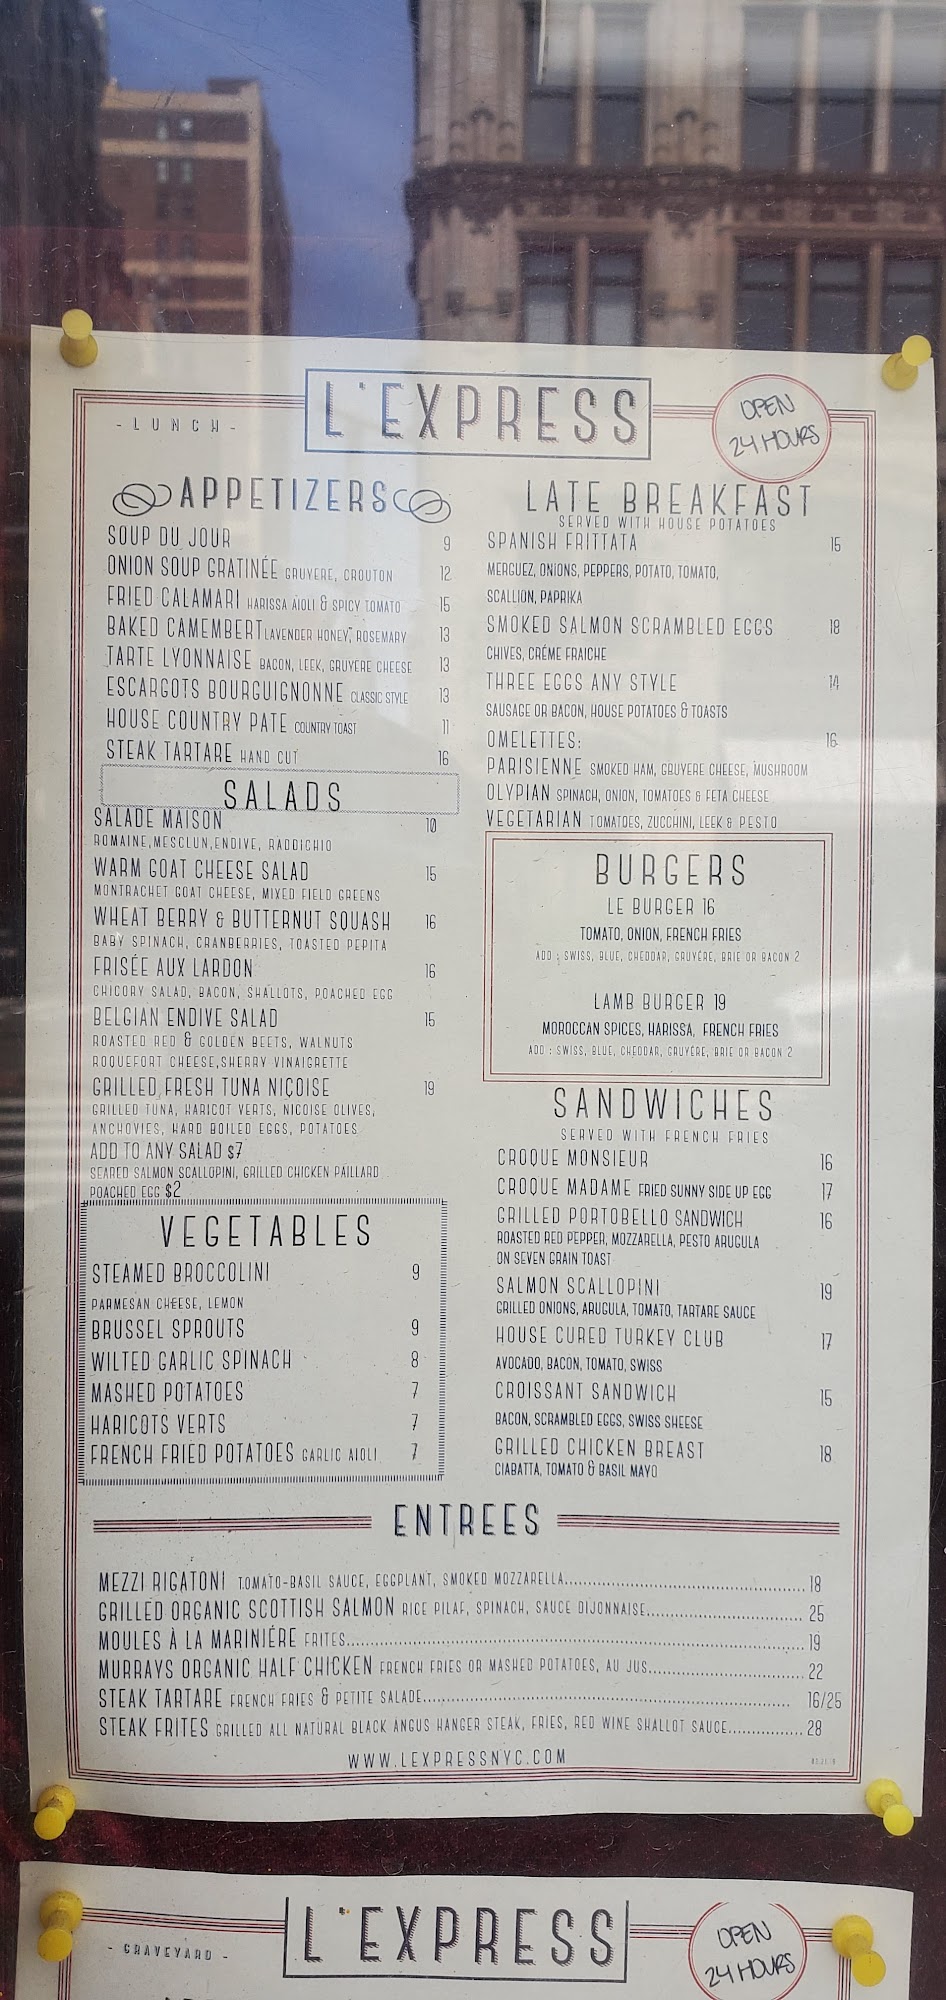 - LUNCH -
L'EXPRESS
OPEN
24 HOURS
APPETIZERS
SOUP DU JOUR 9
ONION SOUP GRATINÉE GRUYERE, CROUTON 12
FRIED CALAMARI HARISSA AIOLI & SPICY TOMATO 15
BAKED CAMEMBERT LAVENDER HONEY, ROSEMARY 13
TARTE LYONNAISE BACON, LEEK, GRUYERE CHEESE 13
ESCARGOTS BOURGUIGNONNE CLASSIC STYLE 13
HOUSE COUNTRY PATE COUNTRY TOAST 11
STEAK TARTARE HAND CUT 16
SALADS
SALADE MAISON 10
ROMAINE,MESCLUN,ENDIVE, RADDICHIO
WARM GOAT CHEESE SALAD 15
MONTRACHET GOAT CHEESE, MIXED FIELD GREENS
WHEAT BERRY & BUTTERNUT SQUASH 16
BABY SPINACH, CRANBERRIES, TOASTED PEPITA
FRISÉE AUX LARDON 16
CHICORY SALAD, BACON, SHALLOTS, POACHED EGG
BELGIAN ENDIVE SALAD 15
ROASTED RED & GOLDEN BEETS, WALNUTS
ROQUEFORT CHEESE,SHERRY VINAIGRETTE
GRILLED FRESH TUNA NIÇOISE 19
GRILLED TUNA, HARICOT VERTS, NICOISE OLIVES,
ANCHOVIES, HARD BOILED EGGS, POTATOES
ADD TO ANY SALAD $7
SEARED SALMON SCALLOPINI, GRILLED CHICKEN PAILLARD
POACHED EGG $2
VEGETABLES
STEAMED BROCCOLINI 9
PARMESAN CHEESE, LEMON
BRUSSEL SPROUTS 9
WILTED GARLIC SPINACH 8
MASHED POTATOES 7
HARICOTS VERTS 7
FRENCH FRIED POTATOES GARLIC AIOLI 7
LATE BREAKFAST
SERVED WITH HOUSE POTATOES
SPANISH FRITTATA 15
MERGUEZ, ONIONS, PEPPERS, POTATO, TOMATO,
SCALLION, PAPRIKA
SMOKED SALMON SCRAMBLED EGGS 18
CHIVES, CRÉME FRAICHE
THREE EGGS ANY STYLE 14
SAUSAGE OR BACON, HOUSE POTATOES & TOASTS
OMELETTES: 16
PARISIENNE SMOKED HAM, GRUYERE CHEESE, MUSHROOM
OLYPIAN SPINACH, ONION, TOMATOES & FETA CHEESE
VEGETARIAN TOMATOES, ZUCCHINI, LEEK & PESTO
BURGERS
LE BURGER 16
TOMATO, ONION, FRENCH FRIES
ADD : SWISS, BLUE, CHEDDAR, GRUYÉRE, BRIE OR BACON 2
LAMB BURGER 19
MOROCCAN SPICES, HARISSA, FRENCH FRIES
ADD : SWISS, BLUE, CHEDDAR, GRUYÉRE, BRIE OR BACON 2
SANDWICHES
SERVED WITH FRENCH FRIES
CROQUE MONSIEUR 16
CROQUE MADAME FRIED SUNNY SIDE UP EGG 17
GRILLED PORTOBELLO SANDWICH 16
ROASTED RED PEPPER, MOZZARELLA, PESTO ARUGULA
ON SEVEN GRAIN TOAST
SALMON SCALLOPINI 19
GRILLED ONIONS, ARUGULA, TOMATO, TARTARE SAUCE
HOUSE CURED TURKEY CLUB 17
AVOCADO, BACON, TOMATO, SWISS
CROISSANT SANDWICH 15
BACON, SCRAMBLED EGGS, SWISS SHEESE
GRILLED CHICKEN BREAST 18
CIABATTA, TOMATO & BASIL MAYO
ENTREES
MEZZI RIGATONI TOMATO-BASIL SAUCE, EGGPLANT, SMOKED MOZZARELLA...18
GRILLED ORGANIC SCOTTISH SALMON RICE PILAF, SPINACH, SAUCE DIJONNAISE...25
MOULES À LA MARINIÉRE FRITES...19
MURRAYS ORGANIC HALF CHICKEN FRENCH FRIES OR MASHED POTATOES, AU JUS...22
STEAK TARTARE FRENCH FRIES & PETITE SALADE...16/25
STEAK FRITES GRILLED ALL NATURAL BLACK ANGUS HANGER STEAK, FRIES, RED WINE SHALLOT SAUCE...28
WWW.LEXPRESSNYC.COM
- GRAVEYARD -
L'EXPRESS
OPEN
24 HOURS